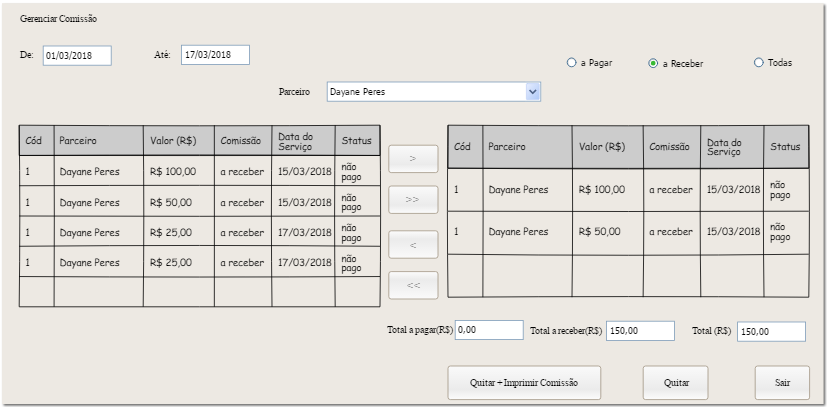 Gerenciar Comissão
De: 01/03/2018 Até: 17/03/2018
a Pagar a Receber Todas
Parceiro Dayane Peres
Cód Parceiro Valor (R$) Comissão Data do Serviço Status
1 Dayane Peres R$ 100,00 a receber 15/03/2018 não pago
1 Dayane Peres R$ 50,00 a receber 15/03/2018 não pago
1 Dayane Peres R$ 25,00 a receber 17/03/2018 não pago
1 Dayane Peres R$ 25,00 a receber 17/03/2018 não pago
>
>>
<
<<
Cód Parceiro Valor (R$) Comissão Data do Serviço Status
1 Dayane Peres R$ 100,00 a receber 15/03/2018 não pago
1 Dayane Peres R$ 50,00 a receber 15/03/2018 não pago
Total a pagar(R$) 0,00 Total a receber(R$) 150,00 Total (R$) 150,00
Quitar + Imprimir Comissão Quitar Sair